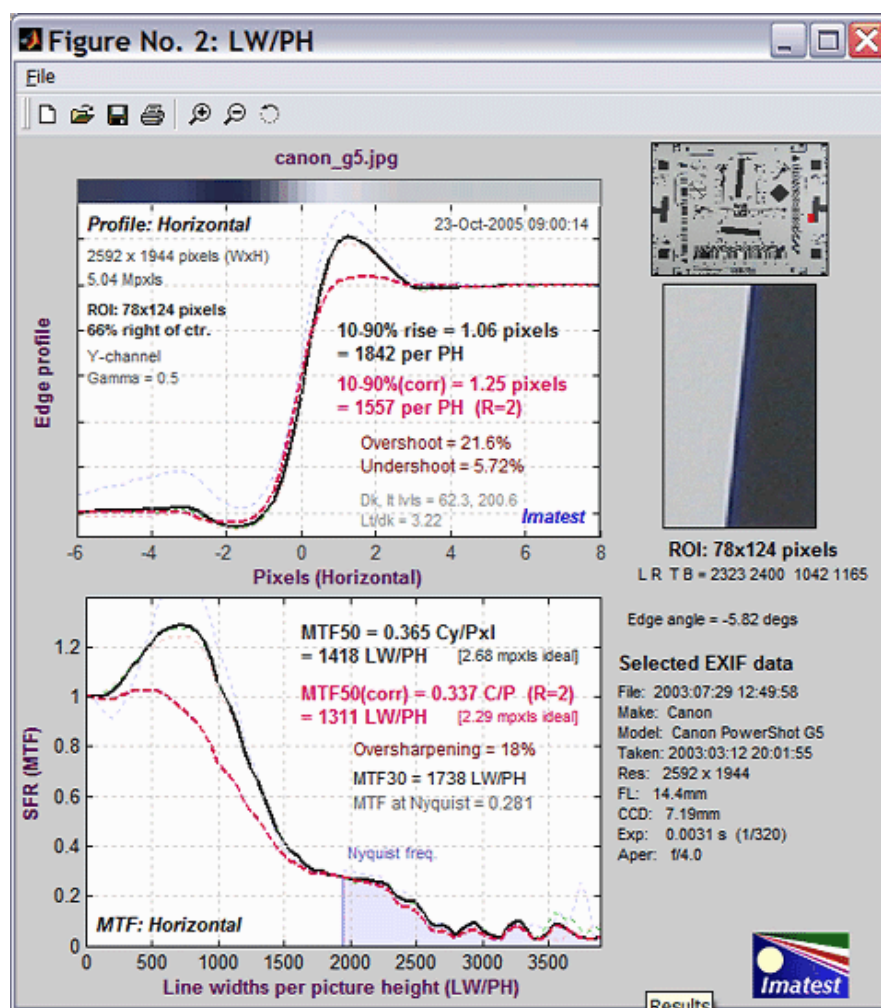 Figure No. 2: LW/PH
File
canon_g5.jpg
Profile: Horizontal
23-Oct-2005 09:00:14
2592 x 1944 pixels (WxH)
5.04 Mpxls
ROI: 78x124 pixels
66% right of ctr.
Y-channel
Gamma = 0.5
10-90% rise = 1.06 pixels
= 1842 per PH
10-90%(corr) = 1.25 pixels
= 1557 per PH (R=2)
Overshoot = 21.6%
Undershoot = 5.72%
Dk, lt lvls = 62.3, 200.6
Lt/dk = 3.22
Imatest
Edge profile
-6 -4 -2 0 2 4 6 8
Pixels (Horizontal)
ROI: 78x124 pixels
L R T B = 2323 2400 1042 1165
Edge angle = -5.82 degs
Selected EXIF data
File: 2003:07:29 12:49:58
Make: Canon
Model: Canon PowerShot G5
Taken: 2003:03:12 20:01:55
Res: 2592 x 1944
FL: 14.4mm
CCD: 7.19mm
Exp: 0.0031 s (1/320)
Aper: f/4.0
MTF50 = 0.365 Cy/Pxl
= 1418 LW/PH [2.68 mpxls ideal]
MTF50(corr) = 0.337 C/P (R=2)
= 1311 LW/PH [2.29 mpxls ideal]
Oversharpening = 18%
MTF30 = 1738 LW/PH
MTF at Nyquist = 0.281
Nyquist freq.
MTF: Horizontal
SFR (MTF)
1.2
1
0.8
0.6
0.4
0.2
0
0 500 1000 1500 2000 2500 3000 3500
Line widths per picture height (LW/PH)
Imatest
Results